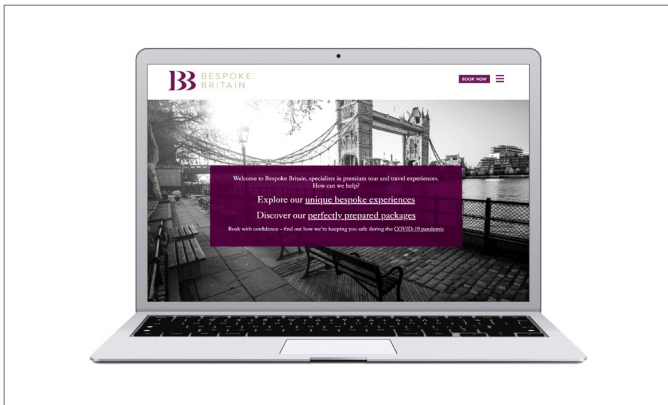 BB BESPOKE
BRITAIN
BOOK NOW
Welcome to Bespoke Britain, specialists in premium tour and travel experiences.
How can we help?
Explore our unique bespoke experiences
Discover our perfectly prepared packages
Book with confidence – find out how we're keeping you safe during the COVID-19 pandemic